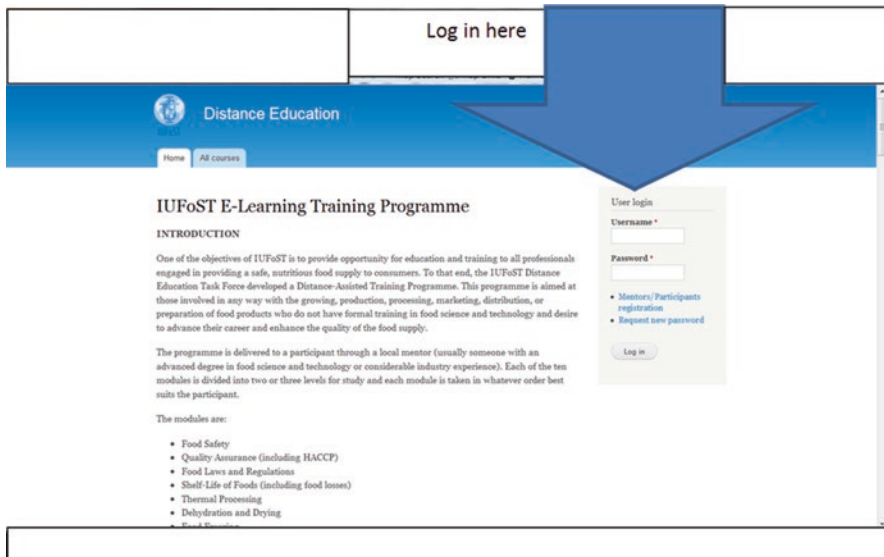 Log in here
Distance Education
Home
All courses
IUFoST E-Learning Training Programme
INTRODUCTION
One of the objectives of IUFoST is to provide opportunity for education and training to all professionals
engaged in providing a safe, nutritious food supply to consumers. To that end, the IUFoST Distance
Education Task Force developed a Distance-Assisted Training Programme. This programme is aimed at
those involved in any way with the growing, production, processing, marketing, distribution, or
preparation of food products who do not have formal training in food science and technology and desire
to advance their career and enhance the quality of the food supply.
The programme is delivered to a participant through a local mentor (usually someone with an
advanced degree in food science and technology or considerable industry experience). Each of the ten
modules is divided into two or three levels for study and each module is taken in whatever order best
suits the participant.
The modules are:
• Food Safety
• Quality Assurance (including HACCP)
• Food Laws and Regulations
• Shelf-Life of Foods (including food losses)
• Thermal Processing
• Dehydration and Drying
User login
Username *
Password *
• Mentors/Participants
registration
• Request new password
Log in